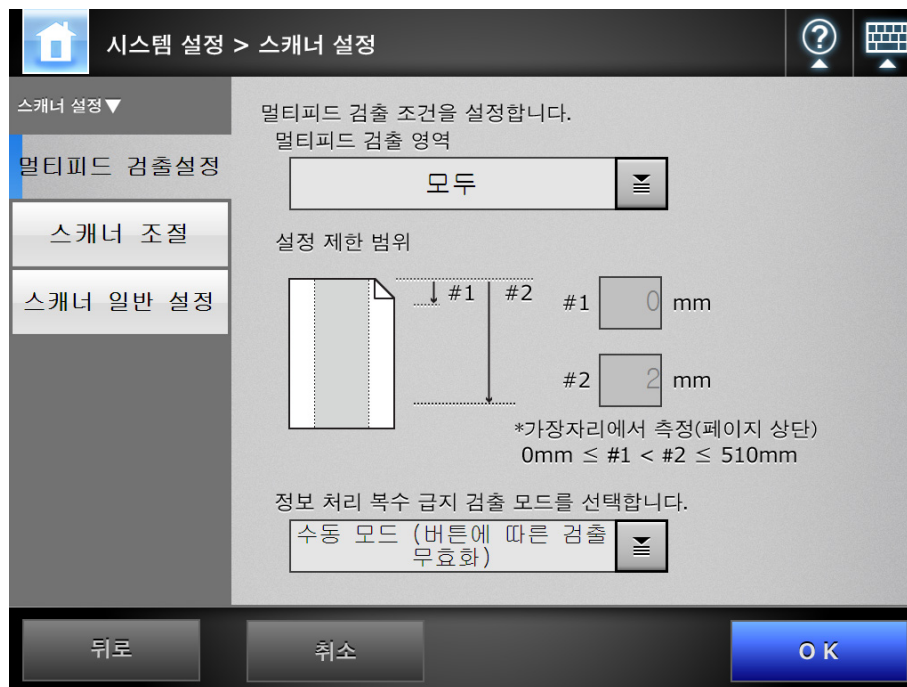 시스템 설정 > 스캐너 설정
?
스캐너 설정▼
멀티피드 검출설정
스캐너 조절
스캐너 일반 설정
멀티피드 검출 조건을 설정합니다.
멀티피드 검출 영역
모두
설정 제한 범위
#1 #2
#1 0 mm
#2 2 mm
*가장자리에서 측정(페이지 상단)
0mm ≤ #1 < #2 ≤ 510mm
정보 처리 복수 급지 검출 모드를 선택합니다.
수동 모드 (버튼에 따른 검출
무효화)
뒤로 취소 OK